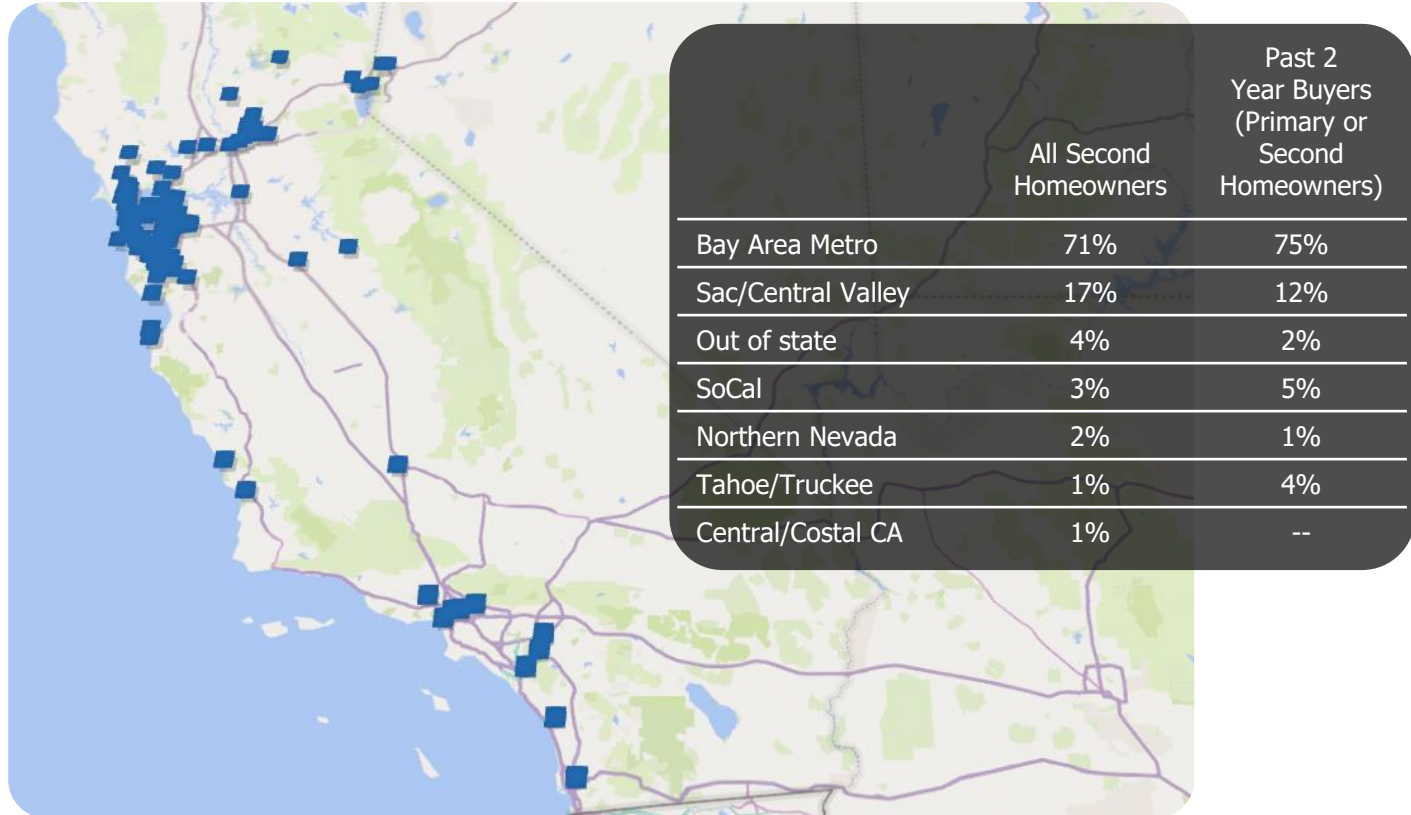 All Second
Homeowners
Past 2
Year Buyers
(Primary or
Second
Homeowners)
Bay Area Metro 71% 75%
Sac/Central Valley 17% 12%
Out of state 4% 2%
SoCal 3% 5%
Northern Nevada 2% 1%
Tahoe/Truckee 1% 4%
Central/Costal CA 1% --